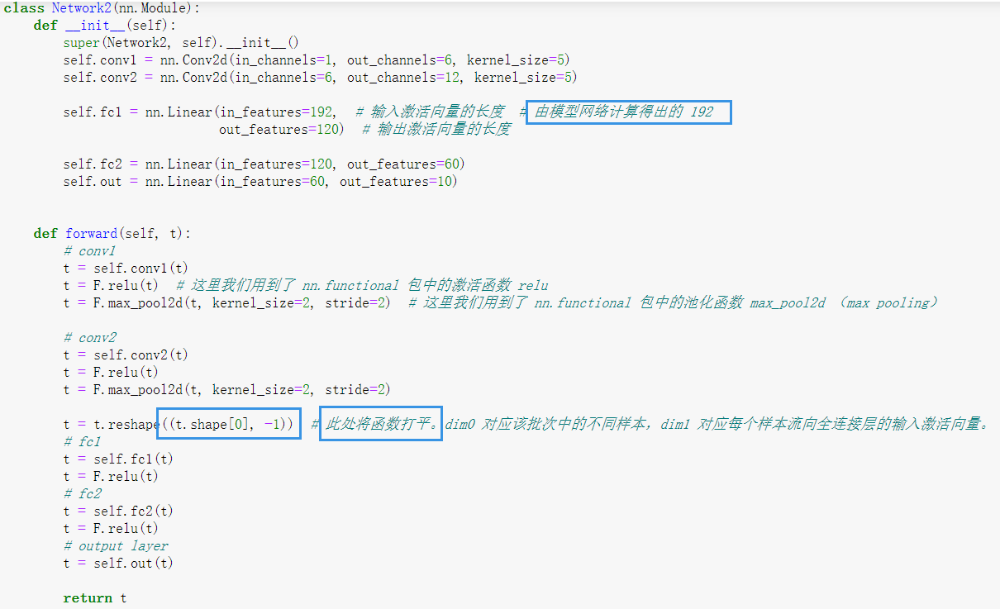 class Network2(nn.Module):
    def __init__(self):
        super(Network2, self).__init__()
        self.conv1 = nn.Conv2d(in_channels=1, out_channels=6, kernel_size=5)
        self.conv2 = nn.Conv2d(in_channels=6, out_channels=12, kernel_size=5)
        self.fc1 = nn.Linear(in_features=192,  # 输入激活向量的长度  # 由模型网络计算得出的 192
                             out_features=120)  # 输出激活向量的长度
        self.fc2 = nn.Linear(in_features=120, out_features=60)
        self.out = nn.Linear(in_features=60, out_features=10)
    def forward(self, t):
        # conv1
        t = self.conv1(t)
        t = F.relu(t)  # 这里我们用到了 nn.functional 包中的激活函数 relu
        t = F.max_pool2d(t, kernel_size=2, stride=2)  # 这里我们用到了 nn.functional 包中的池化函数 max_pool2d （max pooling）
        # conv2
        t = self.conv2(t)
        t = F.relu(t)
        t = F.max_pool2d(t, kernel_size=2, stride=2)
        t = t.reshape((t.shape[0], -1))  # 此处将函数打平。dim0 对应该批次中的不同样本，dim1 对应每个样本流向全连接层的输入激活向量。
        # fc1
        t = self.fc1(t)
        t = F.relu(t)
        # fc2
        t = self.fc2(t)
        t = F.relu(t)
        # output layer
        t = self.out(t)
        return t